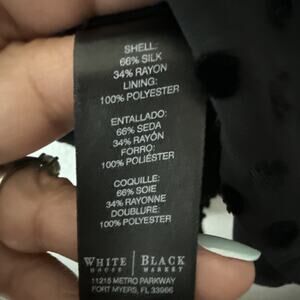 SHELL:
66% SILK
34% RAYON
LINING:
100% POLYESTER
ENTALLADO:
66% SEDA
34% RAYÓN
FORRO:
100% POLIÉSTER
COQUILLE:
66% SOIE
34% RAYONNE
DOUBLURE:
100% POLYESTER
WHITE | BLACK
HOUSE | MARKET
11215 METRO PARKWAY
FORT MYERS, FL 33966